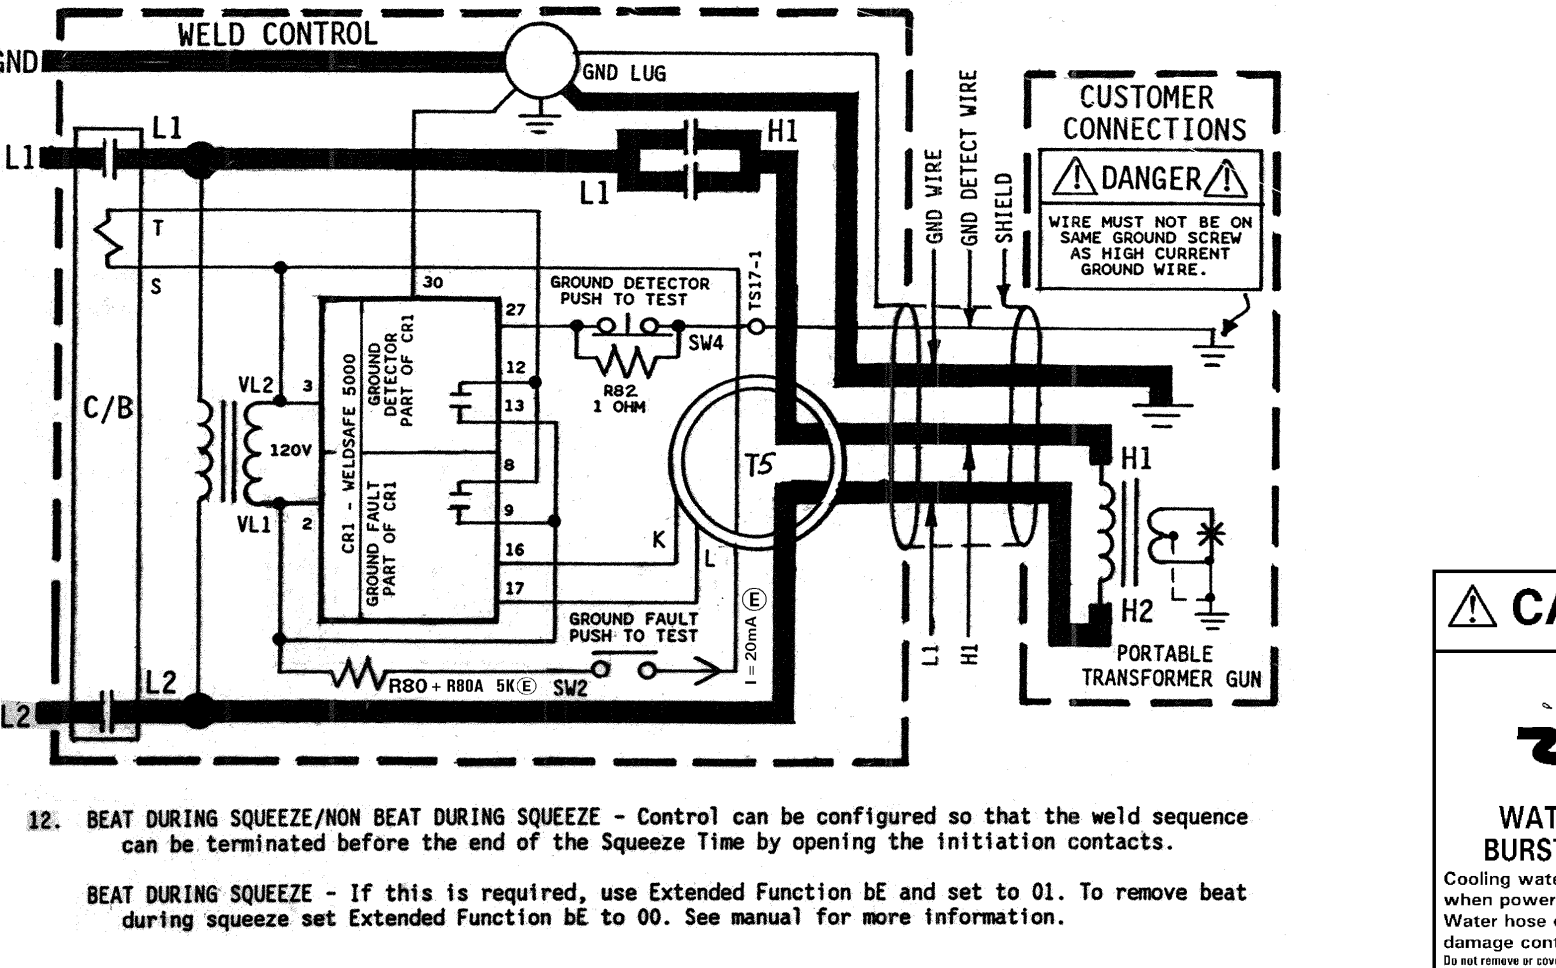 WELD CONTROL
GND
GND LUG
L1
L1
L1
H1
T
S
C/B
30
GROUND DETECTOR
PUSH TO TEST
TS17-1
27
SW4
R82
1 OHM
12
13
8
9
16
17
3
2
VL2
120V
VL1
CR1 - WELDSAFE 5000
GROUND
DETECTOR
PART OF CR1
GROUND FAULT
PART OF CR1
T5
K
L
GROUND FAULT
PUSH TO TEST
I = 20mA E
R80 + R80A 5K E
SW2
L2
L2
GND WIRE
GND DETECT WIRE
SHIELD
L1
H1
CUSTOMER
CONNECTIONS
DANGER
WIRE MUST NOT BE ON
SAME GROUND SCREW
AS HIGH CURRENT
GROUND WIRE.
H1
H2
PORTABLE
TRANSFORMER GUN
12. BEAT DURING SQUEEZE/NON BEAT DURING SQUEEZE - Control can be configured so that the weld sequence
can be terminated before the end of the Squeeze Time by opening the initiation contacts.
BEAT DURING SQUEEZE - If this is required, use Extended Function bE and set to 01. To remove beat
during squeeze set Extended Function bE to 00. See manual for more information.
CA
WAT
BURS
Cooling wate
when power
Water hose
damage cont
Do not remove or cov